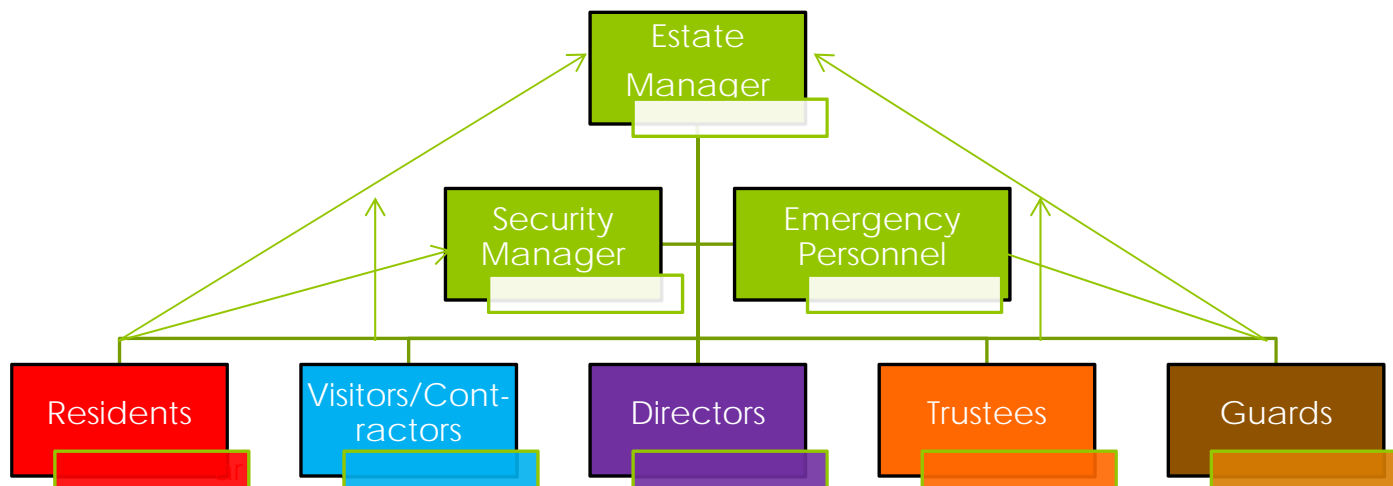 Estate
Manager
Security
Manager
Emergency
Personnel
Residents
Visitors/Cont-
ractors
Directors
Trustees
Guards